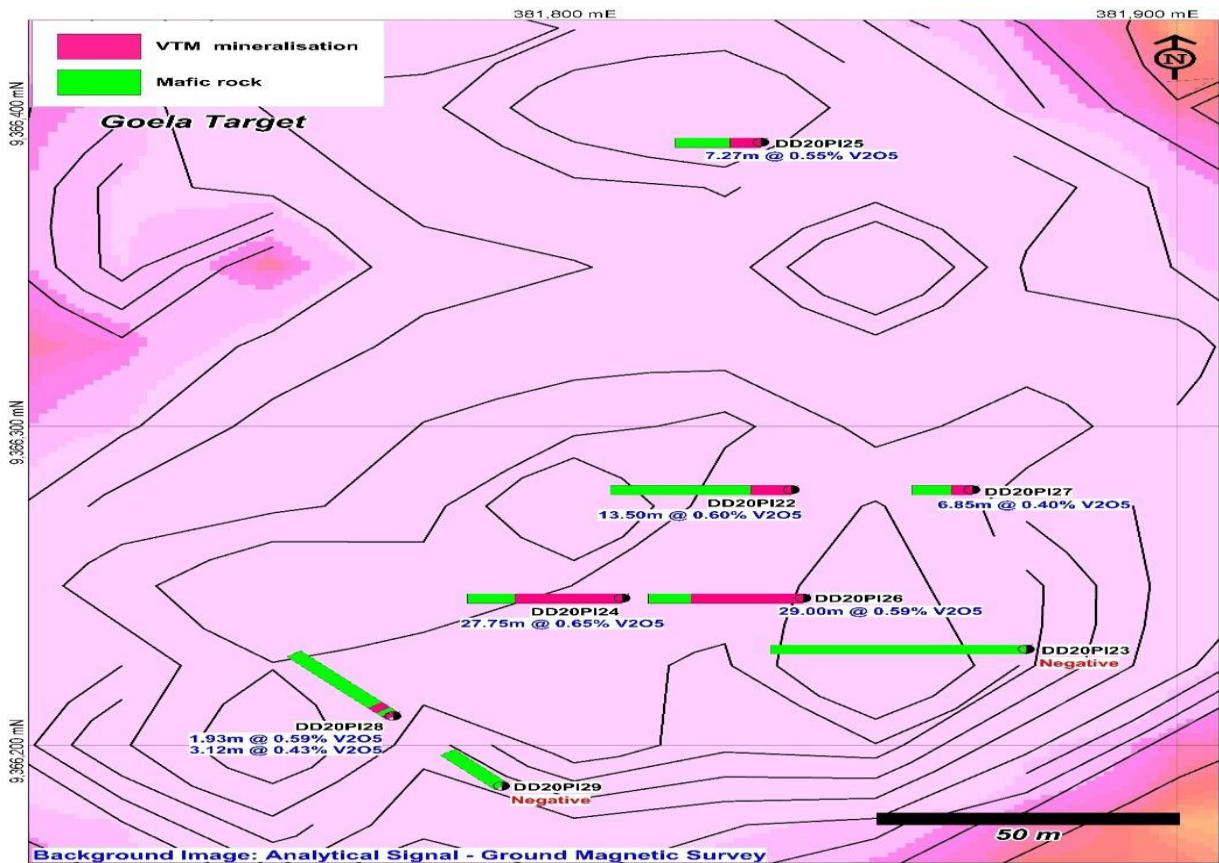 381,800 mE
381,900 mE
VTM mineralisation
Mafic rock
N
9.366,400 mN
Goela Target
DD20PI25
7.27m @ 0.55% V2O5
9.366,300 mN
DD20PI22
13.50m @ 0.60% V2O5
DD20PI27
6.85m @ 0.40% V2O5
DD20PI24
27.75m @ 0.65% V2O5
DD20PI26
29.00m @ 0.59% V2O5
DD20PI23
Negative
DD20PI28
1.93m @ 0.59% V2O5
3.12m @ 0.43% V2O5
9.366,200 mN
DD20PI29
Negative
50 m
Background Image: Analytical Signal - Ground Magnetic Survey